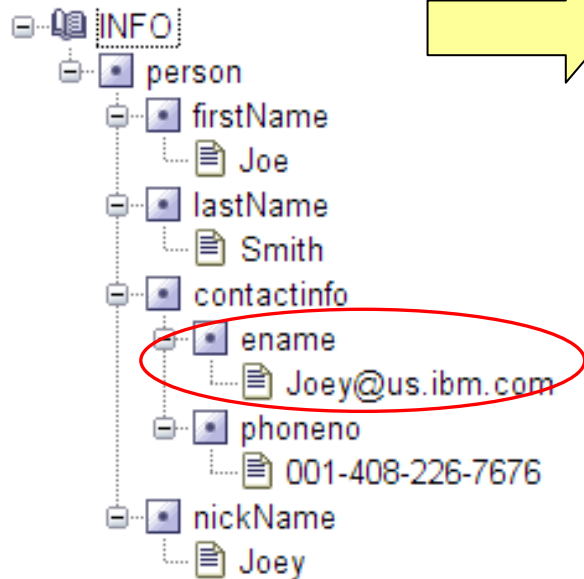 INFO
person
firstName
Joe
lastName
Smith
contactinfo
ename
Joey@us.ibm.com
phoneno
001-408-226-7676
nickName
Joey